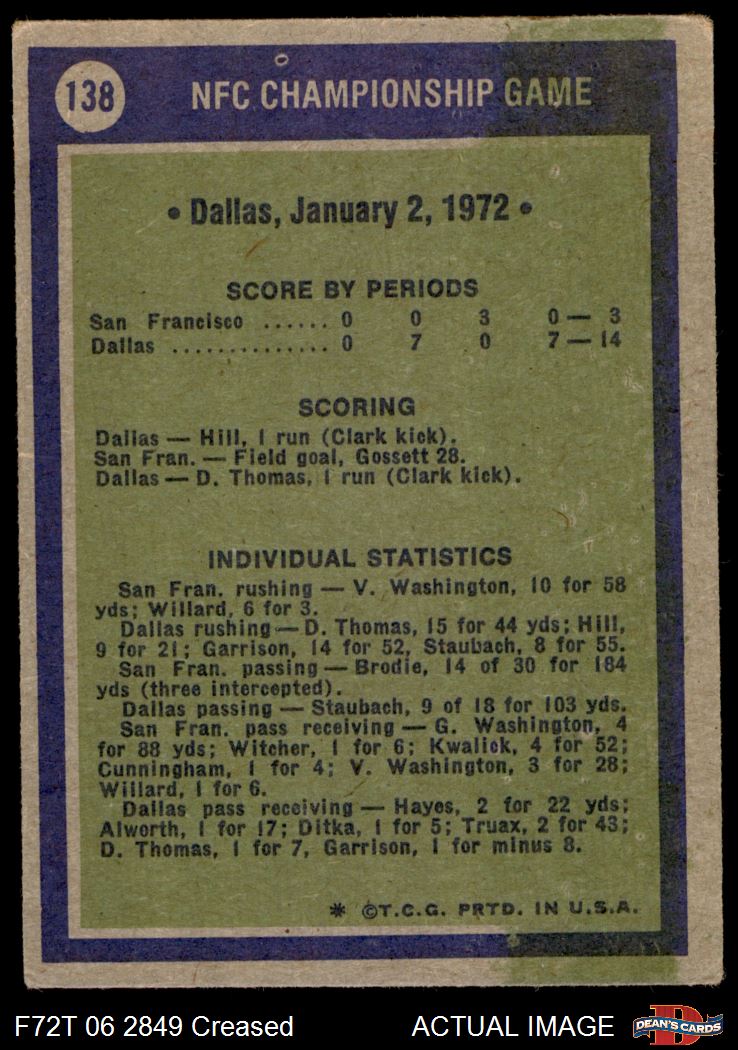 138
NFC CHAMPIONSHIP GAME
• Dallas, January 2, 1972 •
SCORE BY PERIODS
San Francisco ...... 0 0 3 0 — 3
Dallas .............. 0 7 0 7 — 14
SCORING
Dallas — Hill, 1 run (Clark kick).
San Fran. — Field goal, Gossett 28.
Dallas — D. Thomas, 1 run (Clark kick).
INDIVIDUAL STATISTICS
San Fran. rushing — V. Washington, 10 for 58
yds; Willard, 6 for 3.
Dallas rushing — D. Thomas, 15 for 44 yds; Hill,
9 for 21; Garrison, 14 for 52, Staubach, 8 for 55.
San Fran. passing — Brodie, 14 of 30 for 184
yds (three intercepted).
Dallas passing — Staubach, 9 of 18 for 103 yds.
San Fran. pass receiving — G. Washington, 4
for 88 yds; Witcher, 1 for 6; Kwalick, 4 for 52;
Cunningham, 1 for 4; V. Washington, 3 for 28;
Willard, 1 for 6.
Dallas pass receiving — Hayes, 2 for 22 yds;
Alworth, 1 for 17; Ditka, 1 for 5; Truax, 2 for 43;
D. Thomas, 1 for 7, Garrison, 1 for minus 8.
* ©T.C.G. PRTD. IN U.S.A.
F72T 06 2849 Creased
ACTUAL IMAGE
D
DEAN'S CARDS